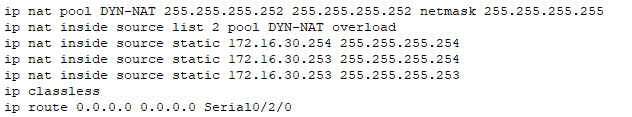 ip nat pool DYN-NAT 255.255.255.252 255.255.255.252 netmask 255.255.255.255
ip nat inside source list 2 pool DYN-NAT overload
ip nat inside source static 172.16.30.254 255.255.255.254
ip nat inside source static 172.16.30.253 255.255.255.254
ip nat inside source static 172.16.30.253 255.255.255.253
ip classless
ip route 0.0.0.0 0.0.0.0 Serial0/2/0